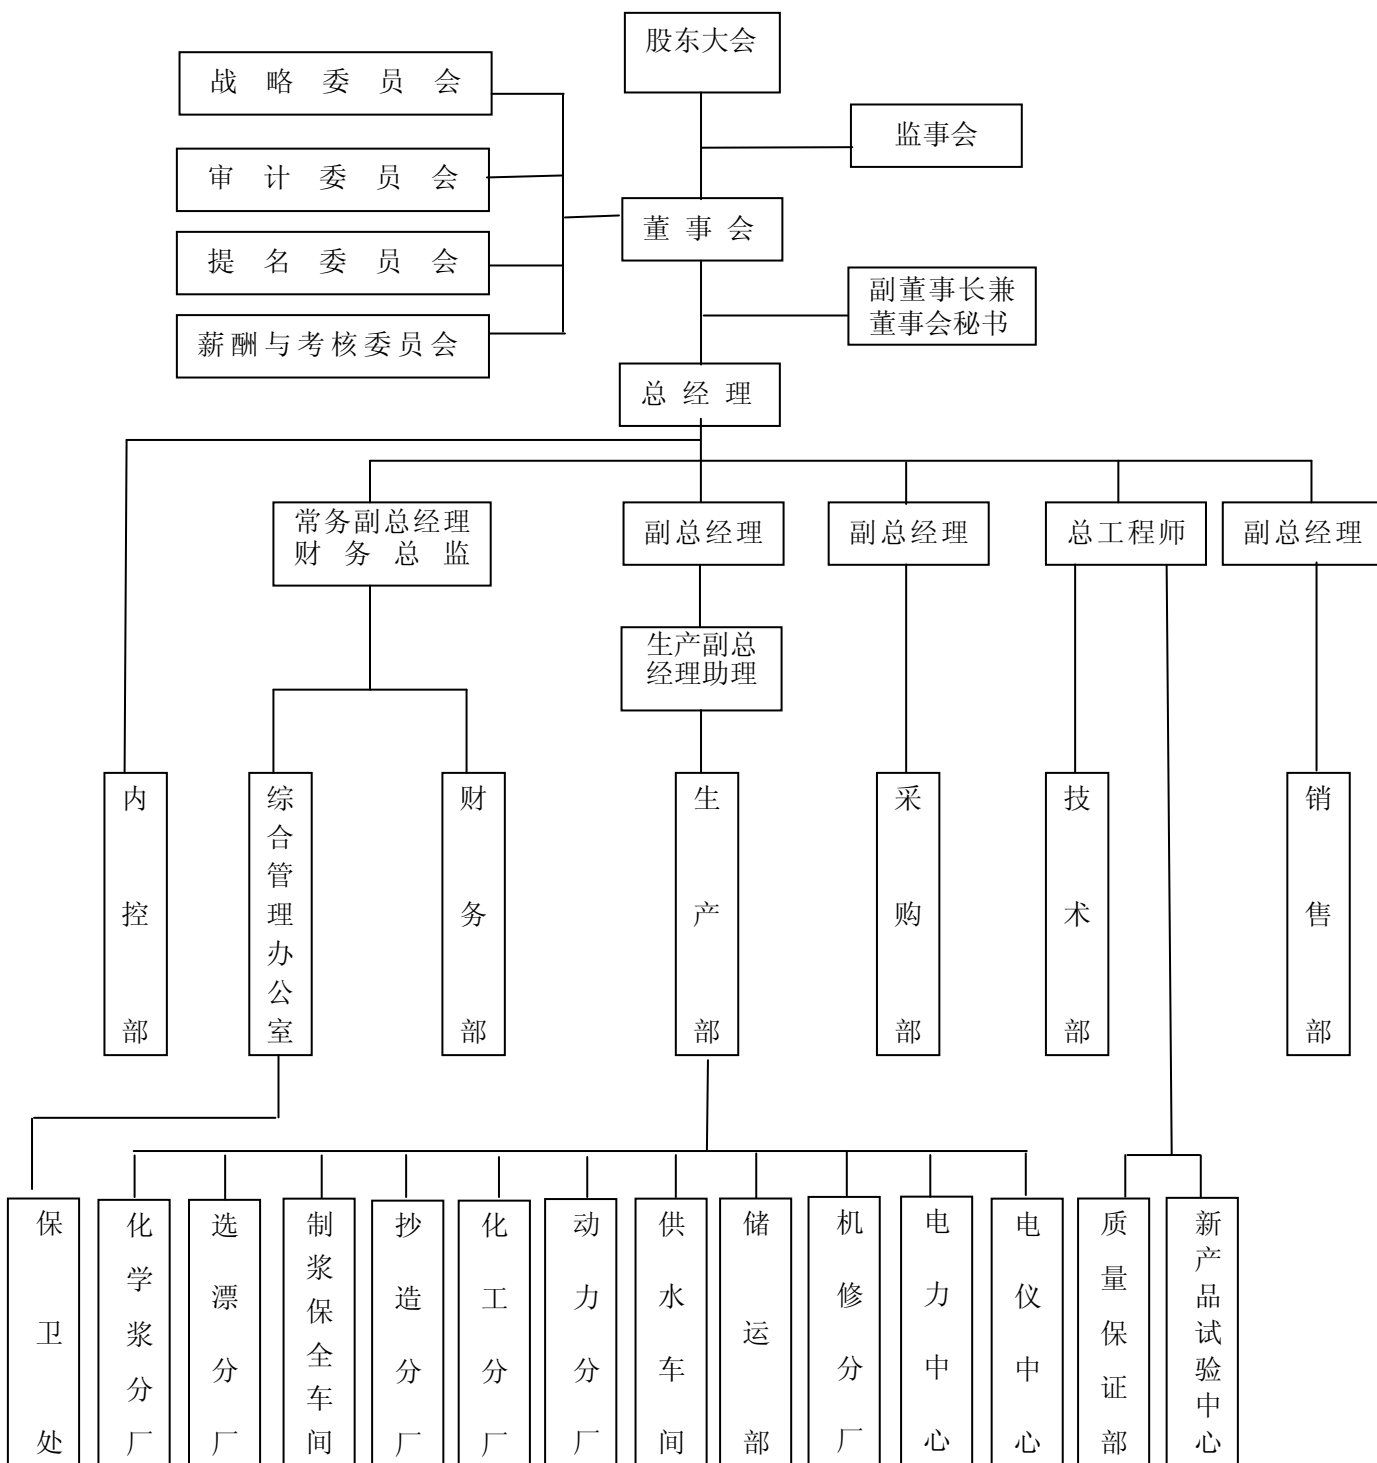 股东大会
战略委员会
监事会
审计委员会
董事会
提名委员会
副董事长兼
董事会秘书
薪酬与考核委员会
总经理
常务副总经理
财务总监
副总经理
副总经理
总工程师
副总经理
生产副总
经理助理
内控部
综合管理办公室
财务部
生产部
采购部
技术部
销售部
保卫处
化学浆分厂
选漂分厂
制浆保全车间
抄造分厂
化工分厂
动力分厂
供水车间
储运部
机修分厂
电力中心
电仪中心
质量保证部
新产品试验中心